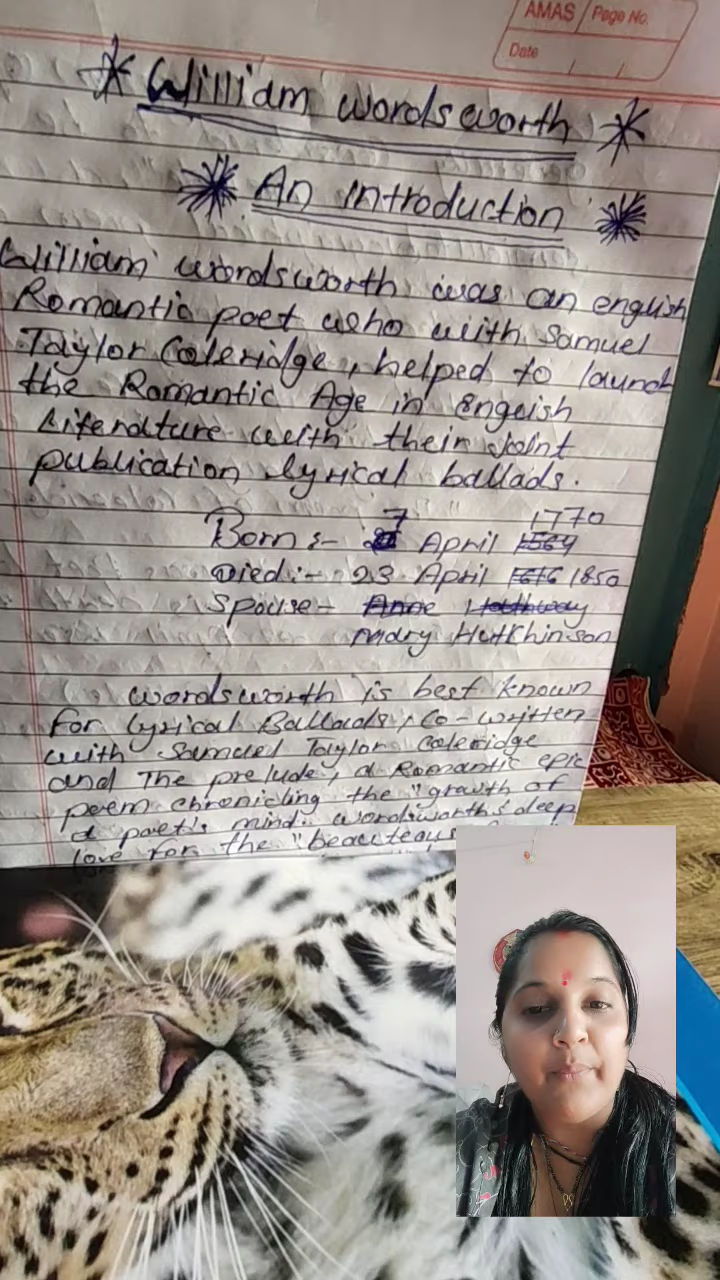 AMAS Page No.
Date
William wordsworth
An introduction
William wordsworth was an english
Romantic poet who with Samuel
Taylor Coleridge, helped to launch
the Romantic Age in English
Literature with their joint
publication lyrical ballads.
7 1770
Born :- April 1564
Died :- 23 April 1616 1850
Spouse - Anne Hathway
Mary Hutchinson
wordsworth is best known
for Lyrical Ballads, co-written
with Samuel Taylor Coleridge
and The prelude, a Romantic epic
poem chronicling the "growth of
a poet's mind. wordsworth's deep
love for the "beauteous